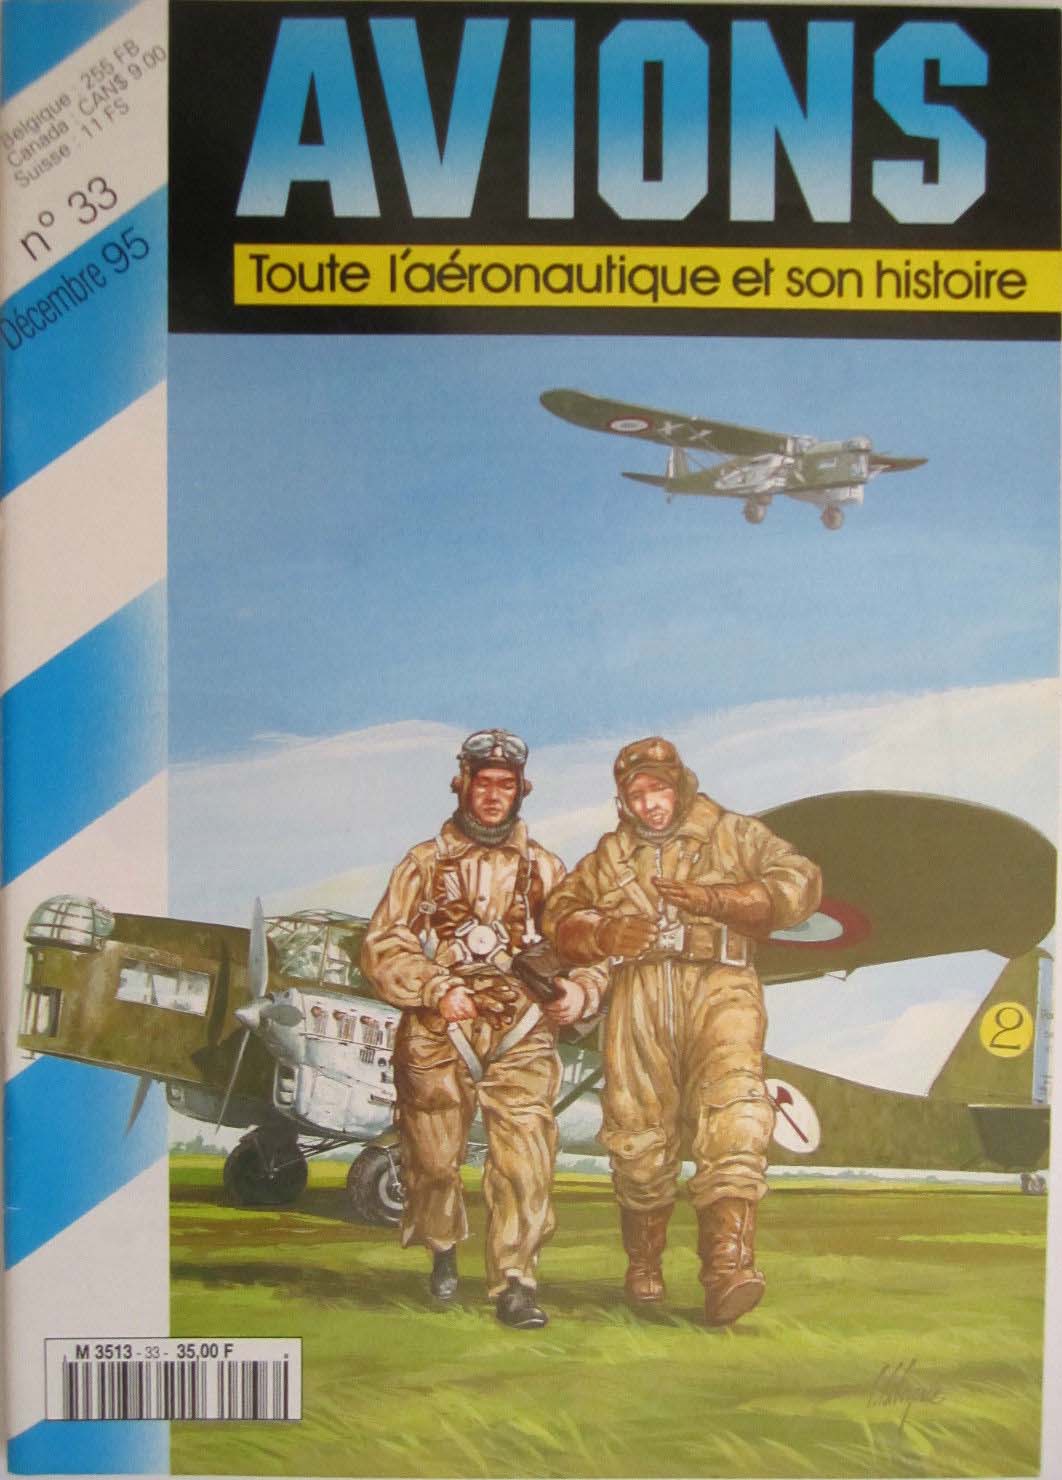 AVIONS
Toute l'aéronautique et son histoire
Belgique : 255 FB
Canada : CAN$ 9.00
Suisse : 11 FS
n° 33
Décembre 95
XX
2
M 3513 - 33 - 35,00 F